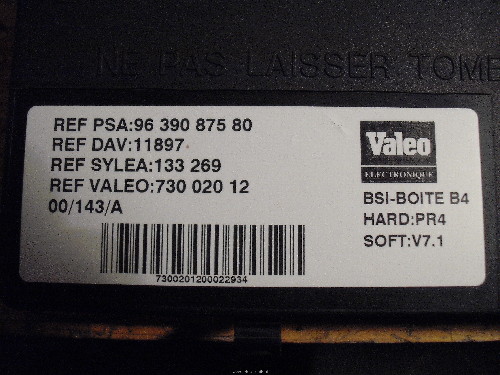 NE PAS LAISSER TOMB
REF PSA:96 390 875 80
REF DAV:11897
REF SYLEA:133 269
REF VALEO:730 020 12
00/143/A
7300201200022934
Valeo
ELECTRONIQUE
BSi-BOITE B4
HARD:PR4
SOFT:V7.1